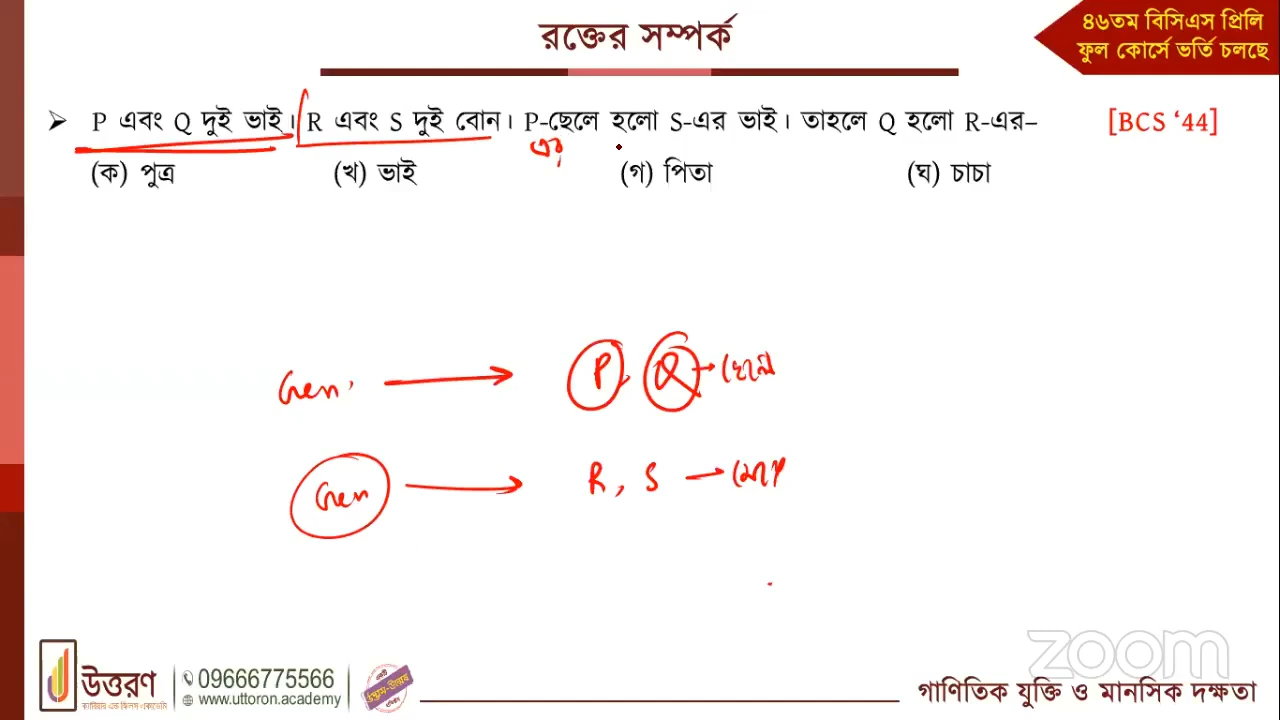 রক্তের সম্পর্ক
৪৬তম বিসিএস প্রিলি
ফুল কোর্সে ভর্তি চলছে
➤ P এবং Q দুই ভাই। R এবং S দুই বোন। P-ছেলে হলো S-এর ভাই। তাহলে Q হলো R-এর– [BCS ‘44]
এর
(ক) পুত্র (খ) ভাই (গ) পিতা (ঘ) চাচা
Gen. P, Q ছেলে
Gen R, S মেয়ে
zoom
উত্তরণ
09666775566
www.uttoron.academy
গাণিতিক যুক্তি ও মানসিক দক্ষতা